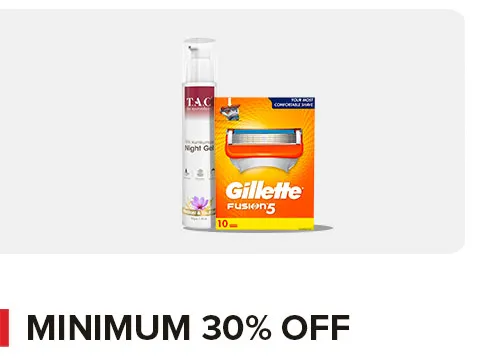 T.A.C
Night Gel
YOUR MOST
COMFORTABLE SHAVE
Gillette
FUSION5
10
MINIMUM 30% OFF